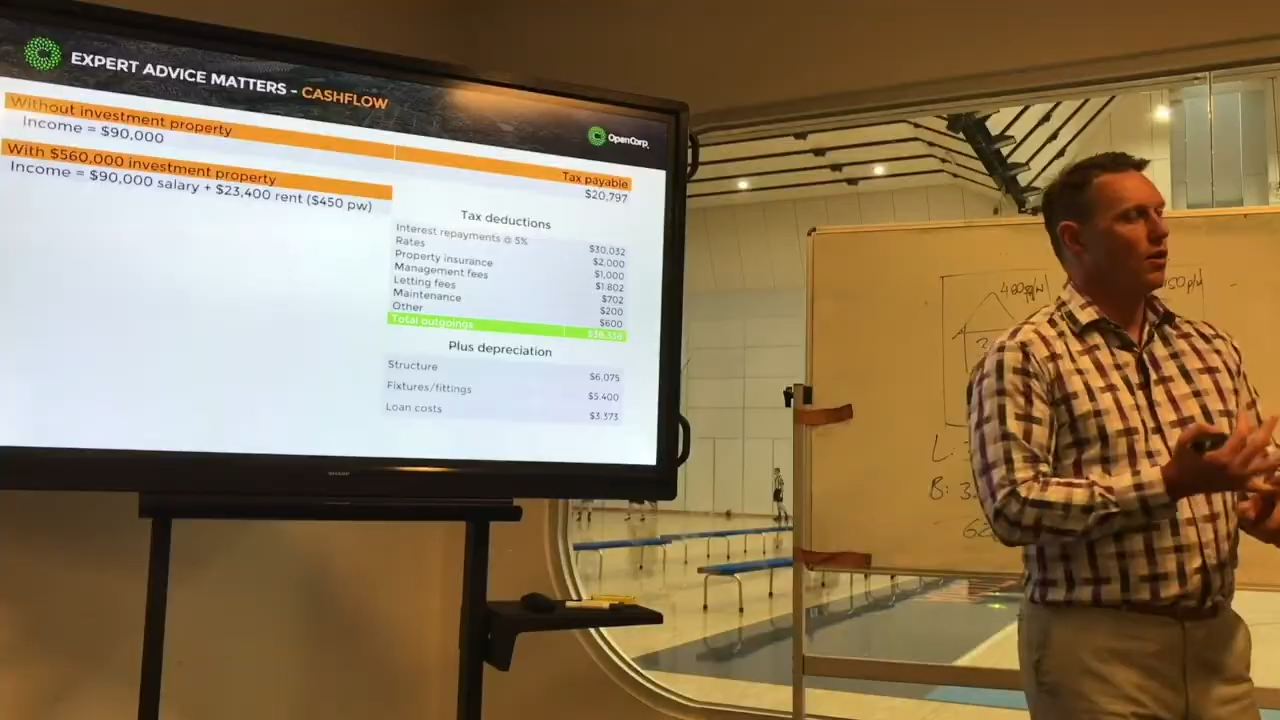 EXPERT ADVICE MATTERS - CASHFLOW
OpenCorp
Without investment property
Income = $90,000
Tax payable
$20,797
With $560,000 investment property
Income = $90,000 salary + $23,400 rent ($450 pw)
Tax deductions
Interest repayments @ 5% $30,032
Rates $2,000
Property insurance $1,000
Management fees $1,802
Letting fees $702
Maintenance $200
Other $600
Total outgoings
Plus depreciation
Structure $6,075
Fixtures/fittings $5,400
Loan costs $3,373
SHARP
L:
B: 3.